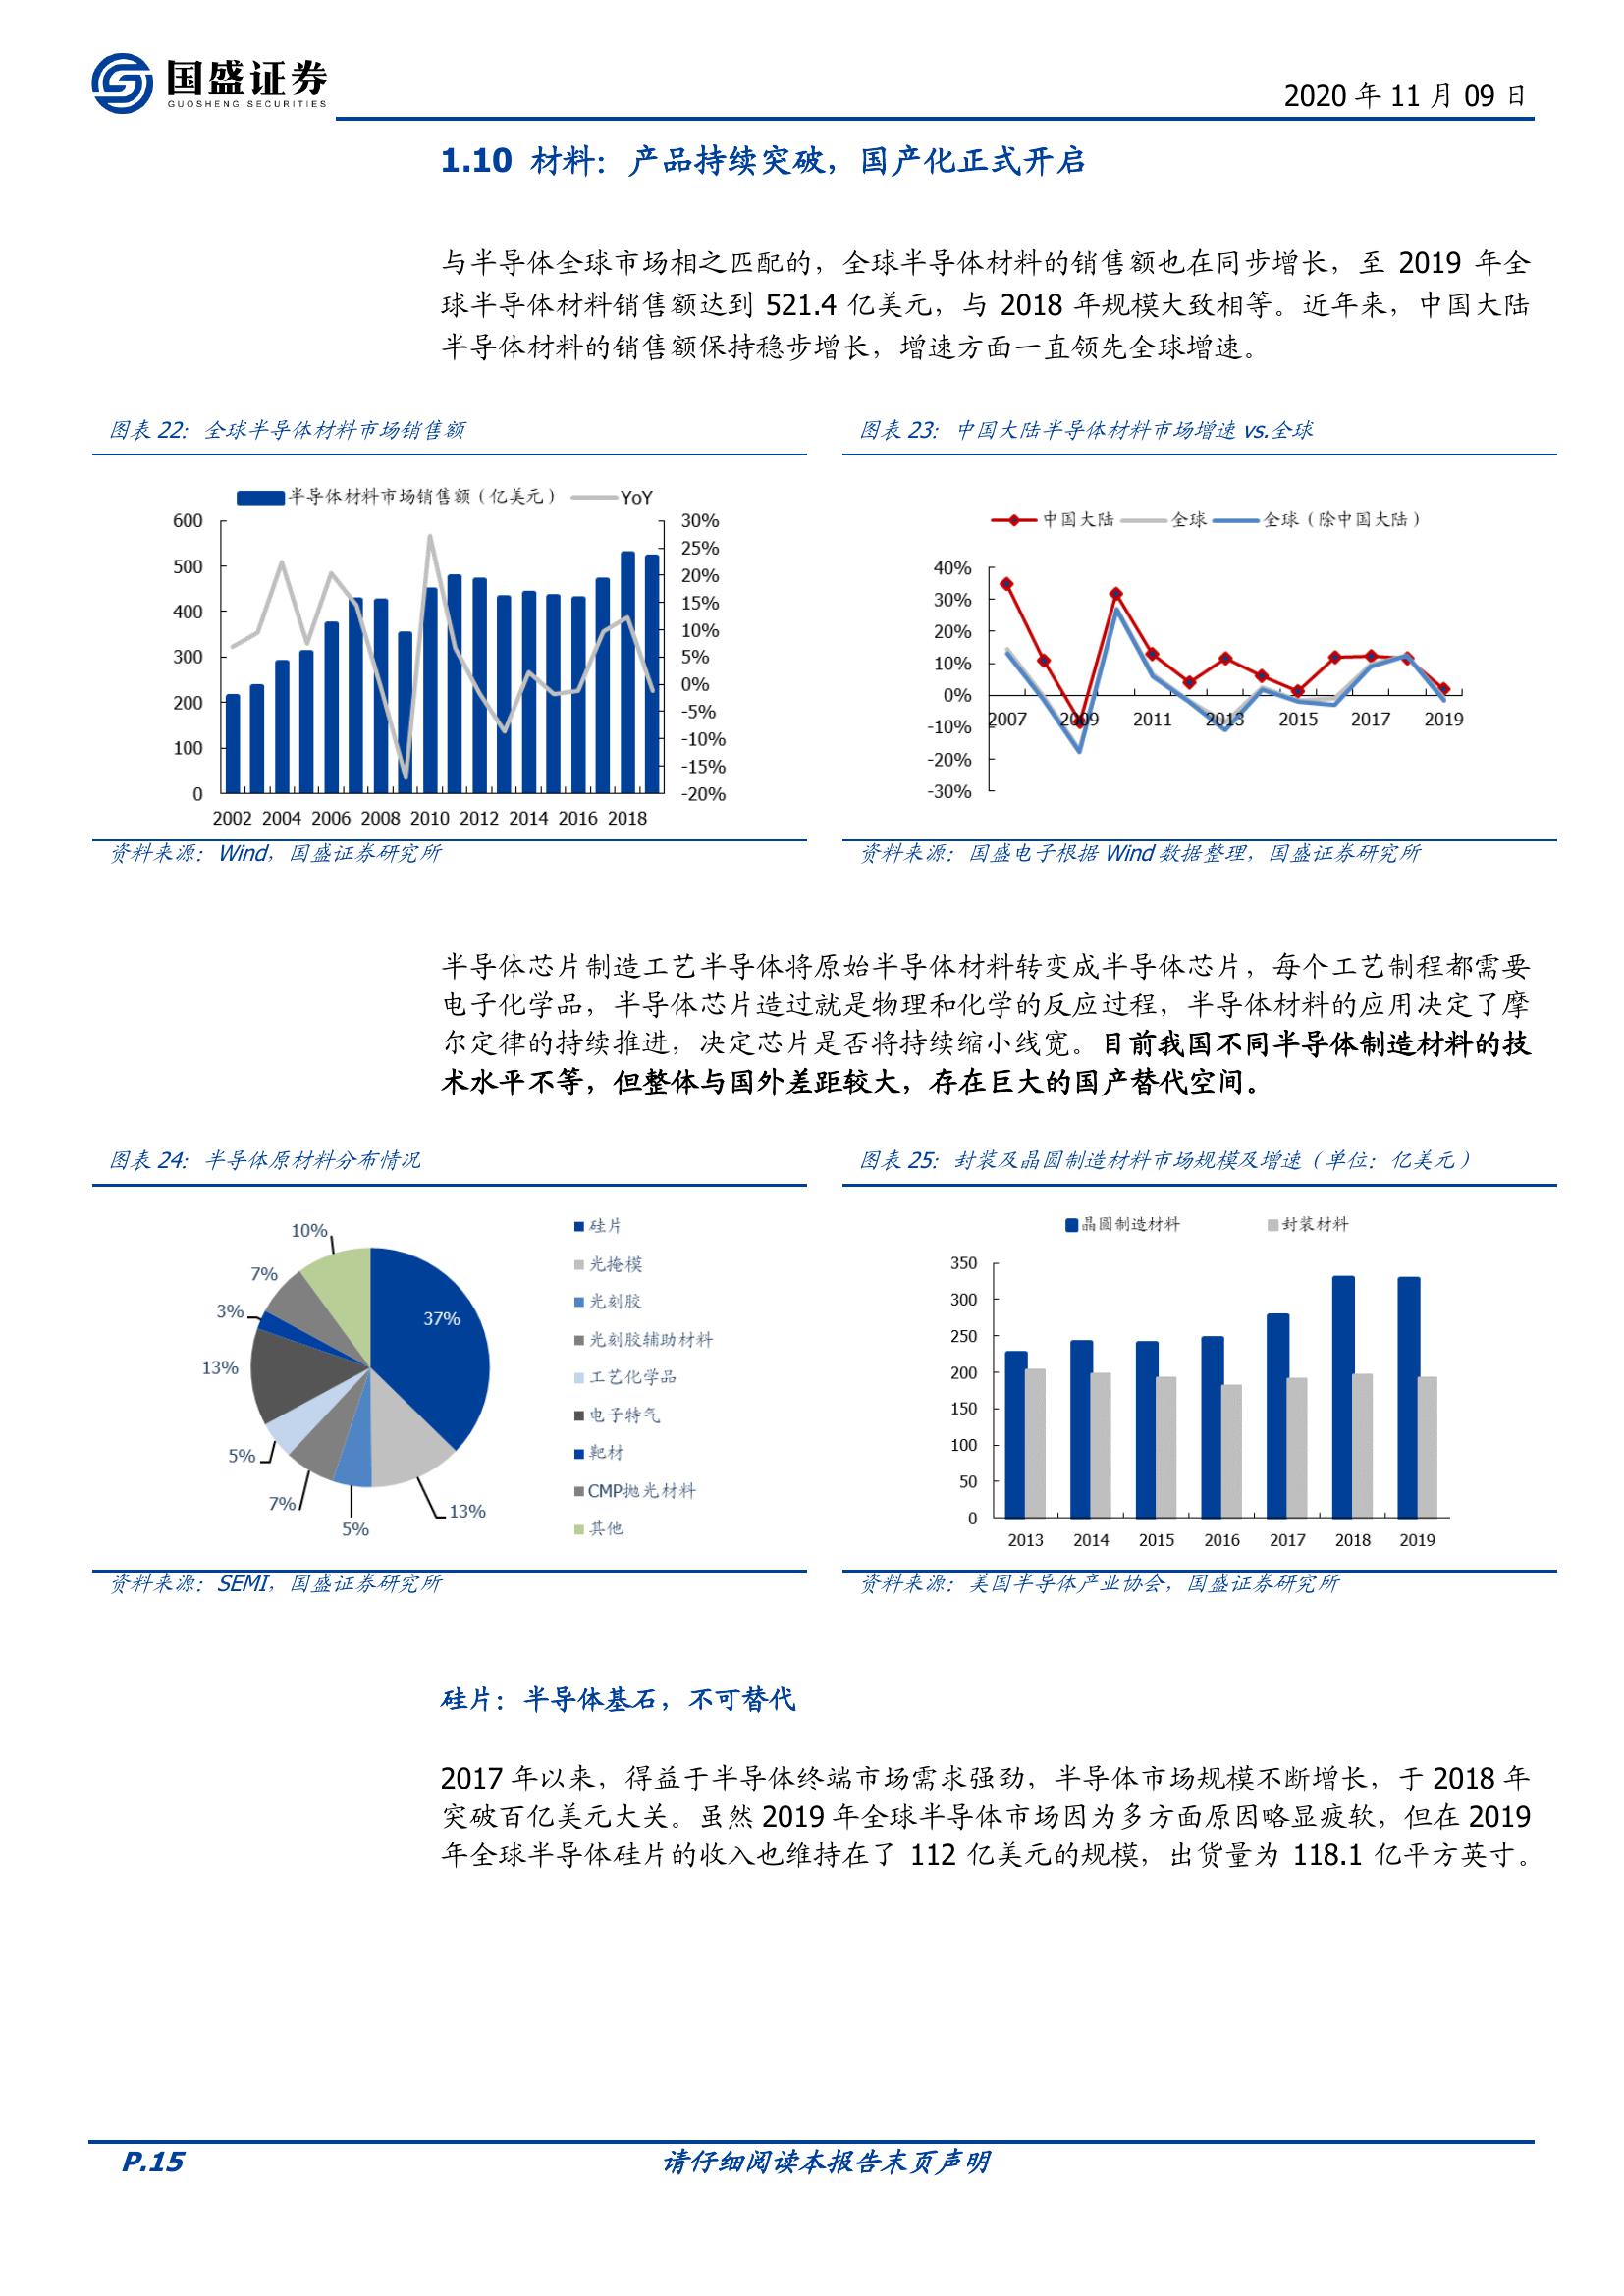 国盛证券
GUOSHENG SECURITIES
2020 年 11 月 09 日
1.10 材料：产品持续突破，国产化正式开启
与半导体全球市场相之匹配的，全球半导体材料的销售额也在同步增长，至 2019 年全
球半导体材料销售额达到 521.4 亿美元，与 2018 年规模大致相等。近年来，中国大陆
半导体材料的销售额保持稳步增长，增速方面一直领先全球增速。
图表 22：全球半导体材料市场销售额
半导体材料市场销售额（亿美元） YoY
600
500
400
300
200
100
0
30%
25%
20%
15%
10%
5%
0%
-5%
-10%
-15%
-20%
2002 2004 2006 2008 2010 2012 2014 2016 2018
资料来源：Wind，国盛证券研究所
图表 23：中国大陆半导体材料市场增速 vs.全球
中国大陆 全球 全球（除中国大陆）
40%
30%
20%
10%
0%
-10%
-20%
-30%
2007 2009 2011 2013 2015 2017 2019
资料来源：国盛电子根据 Wind 数据整理，国盛证券研究所
半导体芯片制造工艺半导体将原始半导体材料转变成半导体芯片，每个工艺制程都需要
电子化学品，半导体芯片造过就是物理和化学的反应过程，半导体材料的应用决定了摩
尔定律的持续推进，决定芯片是否将持续缩小线宽。目前我国不同半导体制造材料的技
术水平不等，但整体与国外差距较大，存在巨大的国产替代空间。
图表 24：半导体原材料分布情况
37%
13%
5%
7%
5%
13%
3%
7%
10%
硅片
光掩模
光刻胶
光刻胶辅助材料
工艺化学品
电子特气
靶材
CMP抛光材料
其他
资料来源：SEMI，国盛证券研究所
图表 25：封装及晶圆制造材料市场规模及增速（单位：亿美元）
晶圆制造材料 封装材料
350
300
250
200
150
100
50
0
2013 2014 2015 2016 2017 2018 2019
资料来源：美国半导体产业协会，国盛证券研究所
硅片：半导体基石，不可替代
2017 年以来，得益于半导体终端市场需求强劲，半导体市场规模不断增长，于 2018 年
突破百亿美元大关。虽然 2019 年全球半导体市场因为多方面原因略显疲软，但在 2019
年全球半导体硅片的收入也维持在了 112 亿美元的规模，出货量为 118.1 亿平方英寸。
P.15
请仔细阅读本报告末页声明